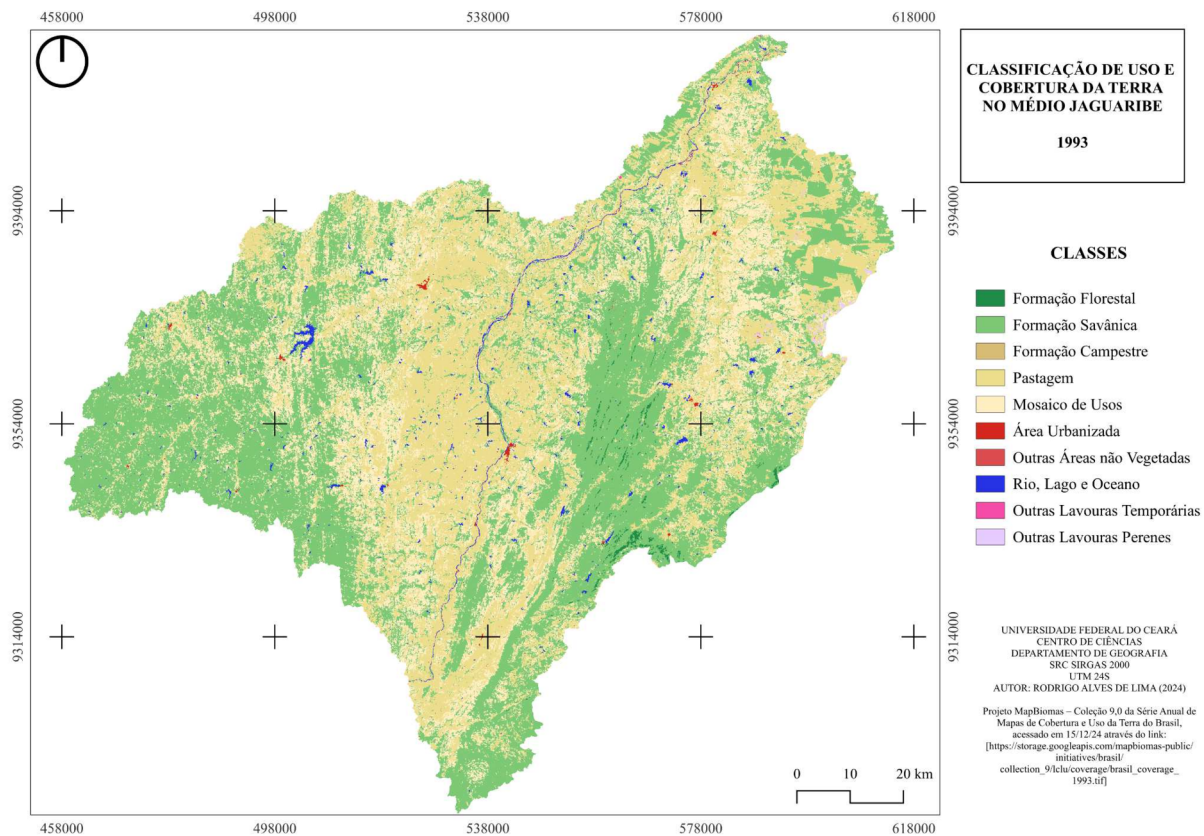 458000
498000
538000
578000
618000
CLASSIFICAÇÃO DE USO E
COBERTURA DA TERRA
NO MÉDIO JAGUARIBE
1993
9394000
9394000
9354000
9354000
9314000
9314000
CLASSES
Formação Florestal
Formação Savânica
Formação Campestre
Pastagem
Mosaico de Usos
Área Urbanizada
Outras Áreas não Vegetadas
Rio, Lago e Oceano
Outras Lavouras Temporárias
Outras Lavouras Perenes
UNIVERSIDADE FEDERAL DO CEARÁ
CENTRO DE CIÊNCIAS
DEPARTAMENTO DE GEOGRAFIA
SRC SIRGAS 2000
UTM 24S
AUTOR: RODRIGO ALVES DE LIMA (2024)
Projeto MapBiomas – Coleção 9,0 da Série Anual de
Mapas de Cobertura e Uso da Terra do Brasil,
acessado em 15/12/24 através do link:
[https://storage.googleapis.com/mapbiomas-public/
initiatives/brasil/
collection_9/lclu/coverage/brasil_coverage_
1993.tif]
0 10 20 km
458000
498000
538000
578000
618000